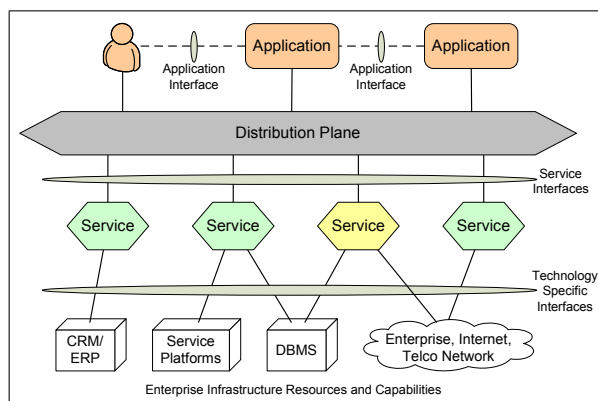 Application
Application
Application
Interface
Application
Interface
Distribution Plane
Service
Interfaces
Service
Service
Service
Service
Technology
Specific
Interfaces
CRM/
ERP
Service
Platforms
DBMS
Enterprise, Internet,
Telco Network
Enterprise Infrastructure Resources and Capabilities